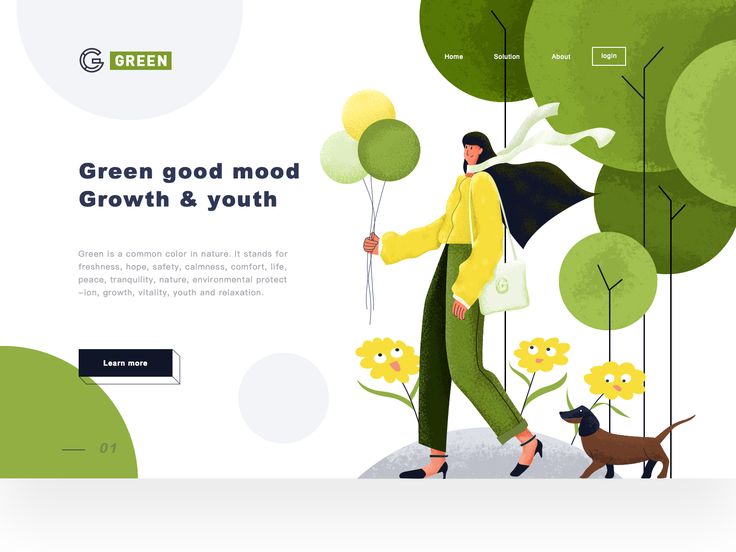 G GREEN
Home Solution About login
Green good mood
Growth & youth
Green is a common color in nature. It stands for
freshness, hope, safety, calmness, comfort, life,
peace, tranquility, nature, environmental protect
-ion, growth, vitality, youth and relaxation.
G
Learn more
01